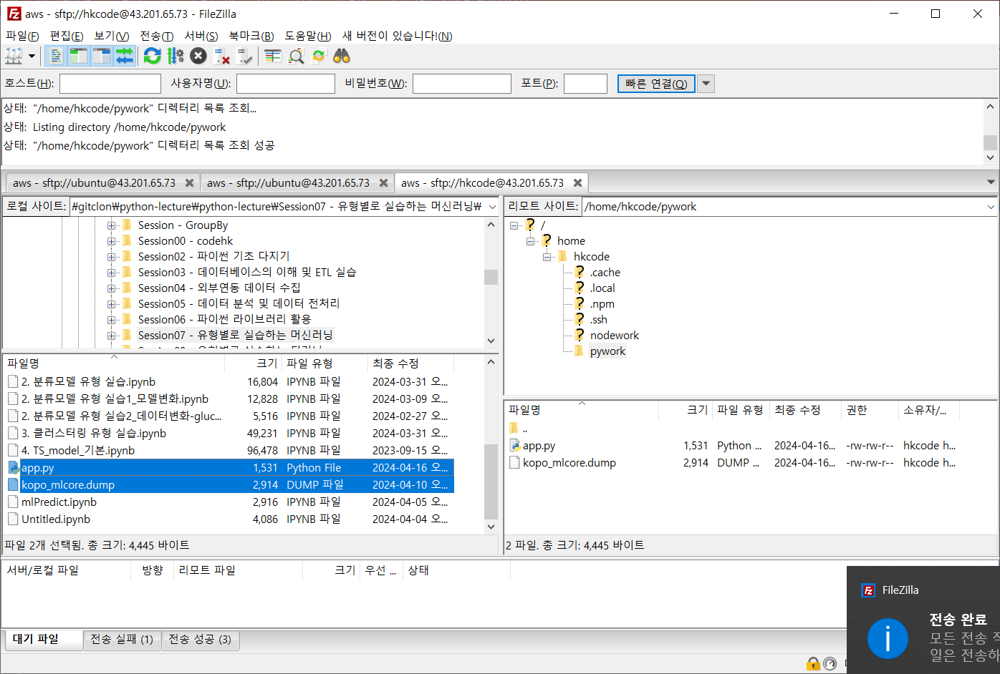 aws - sftp://hkcode@43.201.65.73 - FileZilla
파일(F) 편집(E) 보기(V) 전송(T) 서버(S) 북마크(B) 도움말(H) 새 버전이 있습니다!(N)
호스트(H): 사용자명(U): 비밀번호(W): 포트(P): 빠른 연결(Q)
상태: "/home/hkcode/pywork" 디렉터리 목록 조회...
상태: Listing directory /home/hkcode/pywork
상태: "/home/hkcode/pywork" 디렉터리 목록 조회 성공
aws - sftp://ubuntu@43.201.65.73 aws - sftp://ubuntu@43.201.65.73 aws - sftp://hkcode@43.201.65.73
로컬 사이트: ₩gitclon₩python-lecture₩python-lecture₩Session07 - 유형별로 실습하는 머신러닝₩
Session - GroupBy
Session00 - codehk
Session02 - 파이썬 기초 다지기
Session03 - 데이터베이스의 이해 및 ETL 실습
Session04 - 외부연동 데이터 수집
Session05 - 데이터 분석 및 데이터 전처리
Session06 - 파이썬 라이브러리 활용
Session07 - 유형별로 실습하는 머신러닝
파일명 크기 파일 유형 최종 수정
2. 분류모델 유형 실습.ipynb 16,804 IPYNB 파일 2024-03-31 오...
2. 분류모델 유형 실습1_모델변화.ipynb 12,828 IPYNB 파일 2024-03-09 오...
2. 분류모델 유형 실습2_데이터변화-gluc... 5,516 IPYNB 파일 2024-02-27 오...
3. 클러스터링 유형 실습.ipynb 49,231 IPYNB 파일 2024-03-31 오...
4. TS_model_기본.ipynb 96,478 IPYNB 파일 2023-09-15 오...
app.py 1,531 Python File 2024-04-16 오...
kopo_mlcore.dump 2,914 DUMP 파일 2024-04-10 오...
mlPredict.ipynb 2,916 IPYNB 파일 2024-04-05 오...
Untitled.ipynb 4,086 IPYNB 파일 2024-04-04 오...
파일 2개 선택됨. 총 크기: 4,445 바이트
리모트 사이트: /home/hkcode/pywork
/
home
hkcode
.cache
.local
.npm
.ssh
nodework
pywork
파일명 크기 파일 유형 최종 수정 권한 소유자/...
..
app.py 1,531 Python ... 2024-04-16... -rw-rw-r-- hkcode h...
kopo_mlcore.dump 2,914 DUMP ... 2024-04-16... -rw-rw-r-- hkcode h...
2 파일. 총 크기: 4,445 바이트
서버/로컬 파일 방향 리모트 파일 크기 우선 ... 상태
대기 파일 전송 실패 (1) 전송 성공 (3)
FileZilla
전송 완료
모든 전송
일은 전송하